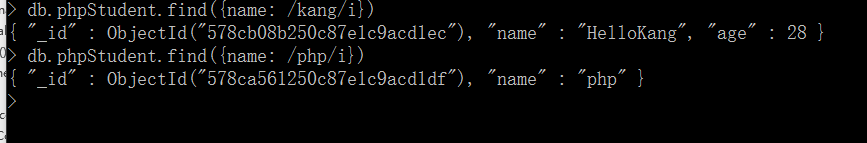 > db.phpStudent.find({name: /kang/i})
{ "_id" : ObjectId("578cb08b250c87e1c9acd1ec"), "name" : "HelloKang", "age" : 28 }
> db.phpStudent.find({name: /php/i})
{ "_id" : ObjectId("578ca561250c87e1c9acd1df"), "name" : "php" }
>